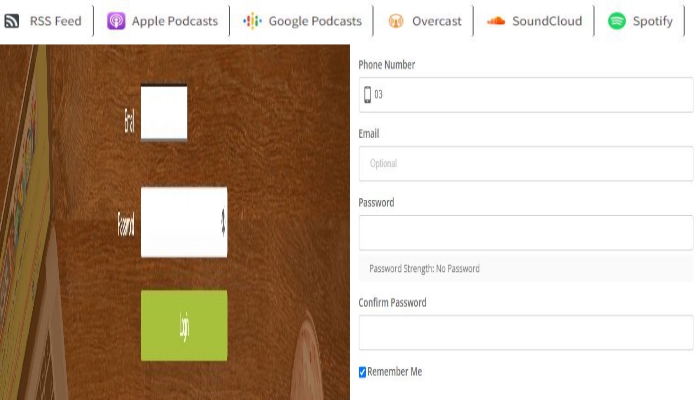 RSS Feed Apple Podcasts Google Podcasts Overcast SoundCloud Spotify
Email
Password
Login
Phone Number
03
Email
Optional
Password
Password Strength: No Password
Confirm Password
Remember Me